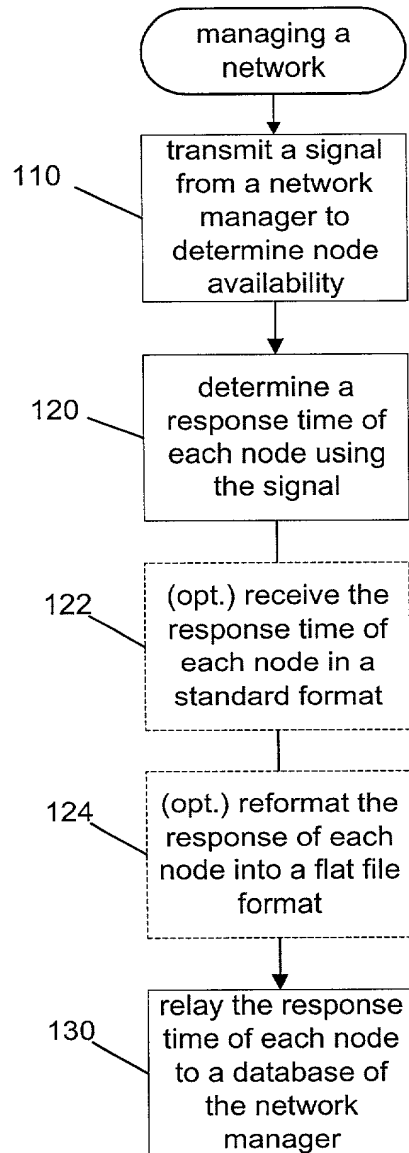 managing a
network
110
transmit a signal
from a network
manager to
determine node
availability
120
determine a
response time of
each node using
the signal
122
(opt.) receive the
response time of
each node in a
standard format
124
(opt.) reformat the
response of each
node into a flat file
format
130
relay the response
time of each node
to a database of
the network
manager